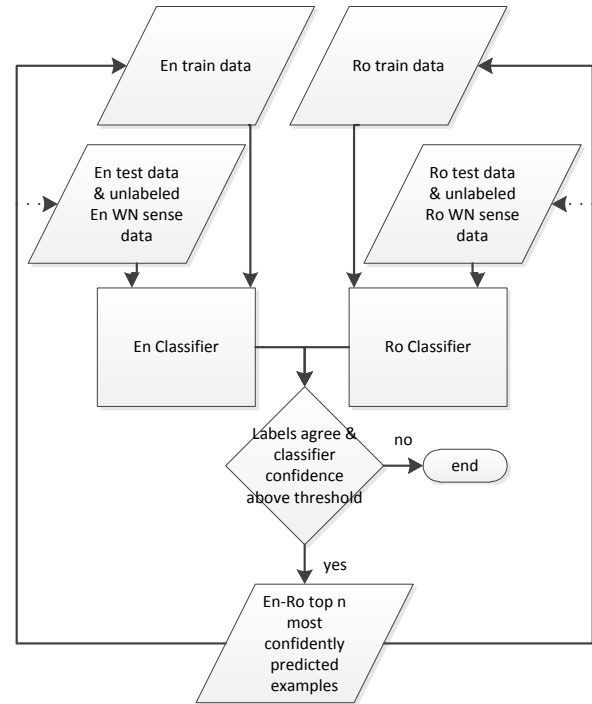 En train data
Ro train data
En test data
& unlabeled
En WN sense
data
Ro test data
& unlabeled
Ro WN sense
data
En Classifier
Ro Classifier
Labels agree &
classifier
confidence
above threshold
no
end
yes
En-Ro top n
most
confidently
predicted
examples